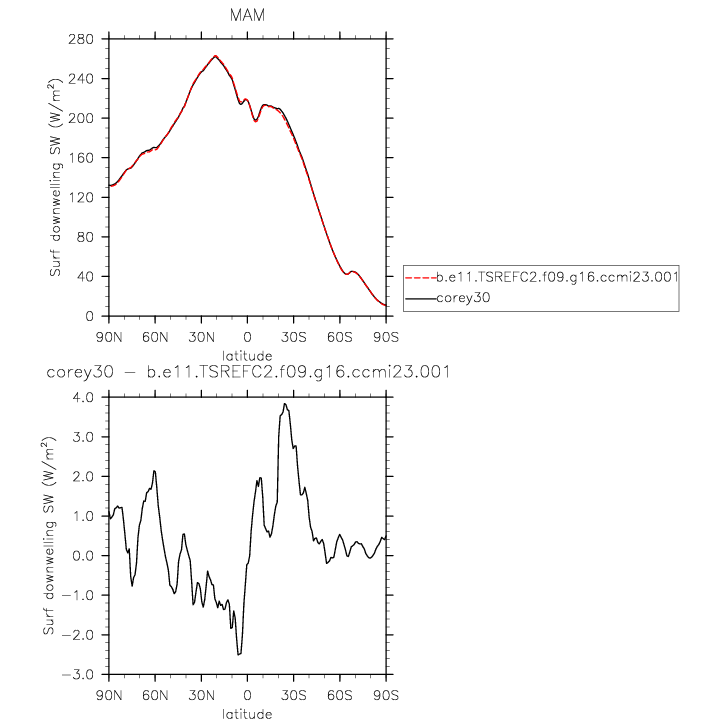 MAM
Surf downwelling SW (W/m²)
280
240
200
160
120
80
40
0
90N 60N 30N 0 30S 60S 90S
latitude
b.e11.TSREFC2.f09.g16.ccmi23.001
corey30
corey30 − b.e11.TSREFC2.f09.g16.ccmi23.001
Surf downwelling SW (W/m²)
4.0
3.0
2.0
1.0
0.0
−1.0
−2.0
−3.0
90N 60N 30N 0 30S 60S 90S
latitude